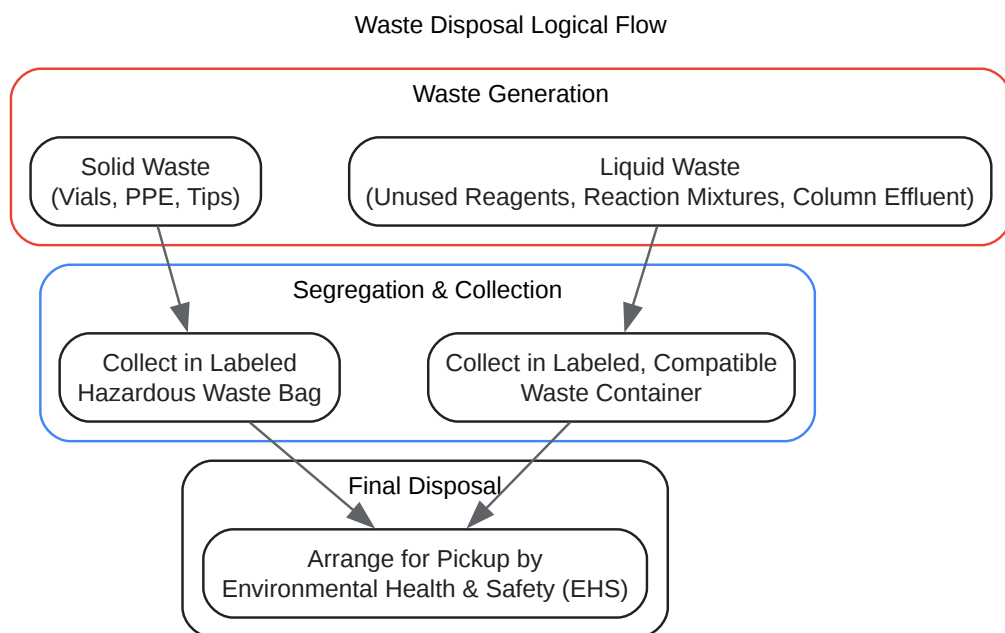 Waste Disposal Logical Flow
Waste Generation
Solid Waste
(Vials, PPE, Tips)
Liquid Waste
(Unused Reagents, Reaction Mixtures, Column Effluent)
Segregation & Collection
Collect in Labeled
Hazardous Waste Bag
Collect in Labeled, Compatible
Waste Container
Final Disposal
Arrange for Pickup by
Environmental Health & Safety (EHS)